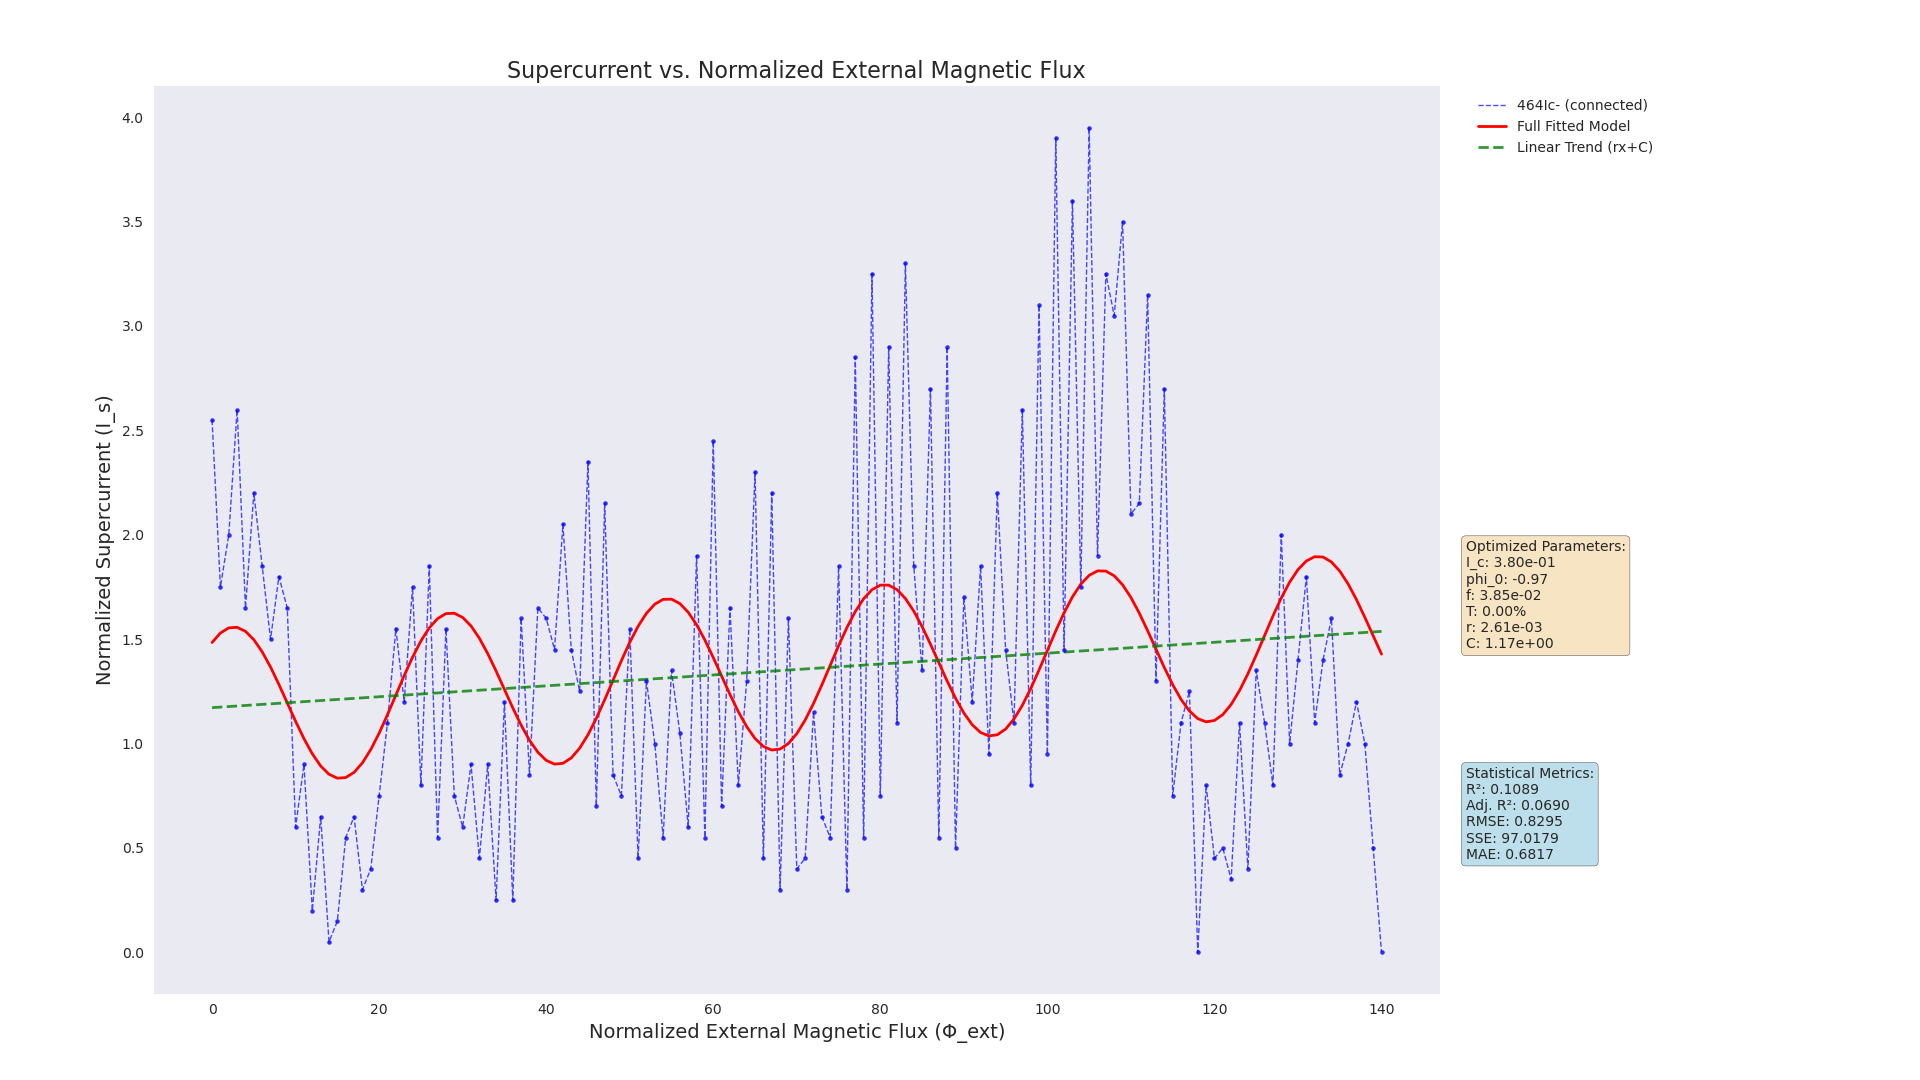 Supercurrent vs. Normalized External Magnetic Flux
4.0
3.5
3.0
2.5
2.0
1.5
1.0
0.5
0.0
Normalized Supercurrent (I_s)
0 20 40 60 80 100 120 140
Normalized External Magnetic Flux (Φ_ext)
464Ic- (connected)
Full Fitted Model
Linear Trend (rx+C)
Optimized Parameters:
I_c: 3.80e-01
phi_0: -0.97
f: 3.85e-02
T: 0.00%
r: 2.61e-03
C: 1.17e+00
Statistical Metrics:
R²: 0.1089
Adj. R²: 0.0690
RMSE: 0.8295
SSE: 97.0179
MAE: 0.6817